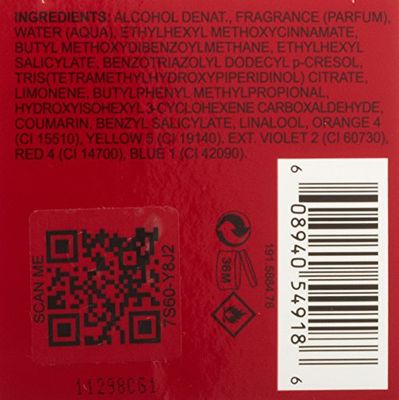 INGREDIENTS: ALCOHOL DENAT., FRAGRANCE (PARFUM),
WATER (AQUA), ETHYLHEXYL METHOXYCINNAMATE,
BUTYL METHOXYDIBENZOYLMETHANE, ETHYLHEXYL
SALICYLATE, BENZOTRIAZOLYL DODECYL p-CRESOL,
TRIS(TETRAMETHYLHYDROXYPIPERIDINOL) CITRATE,
LIMONENE, BUTYLPHENYL METHYLPROPIONAL,
HYDROXYISOHEXYL 3-CYCLOHEXENE CARBOXALDEHYDE,
COUMARIN, BENZYL SALICYLATE, LINALOOL, ORANGE 4
(CI 15510), YELLOW 5 (CI 19140). EXT. VIOLET 2 (CI 60730),
RED 4 (CI 14700), BLUE 1 (CI 42090).
SCAN ME
7S60-Y8J2
36M
191.5884.76
6 08940 54918 6
11298CG1